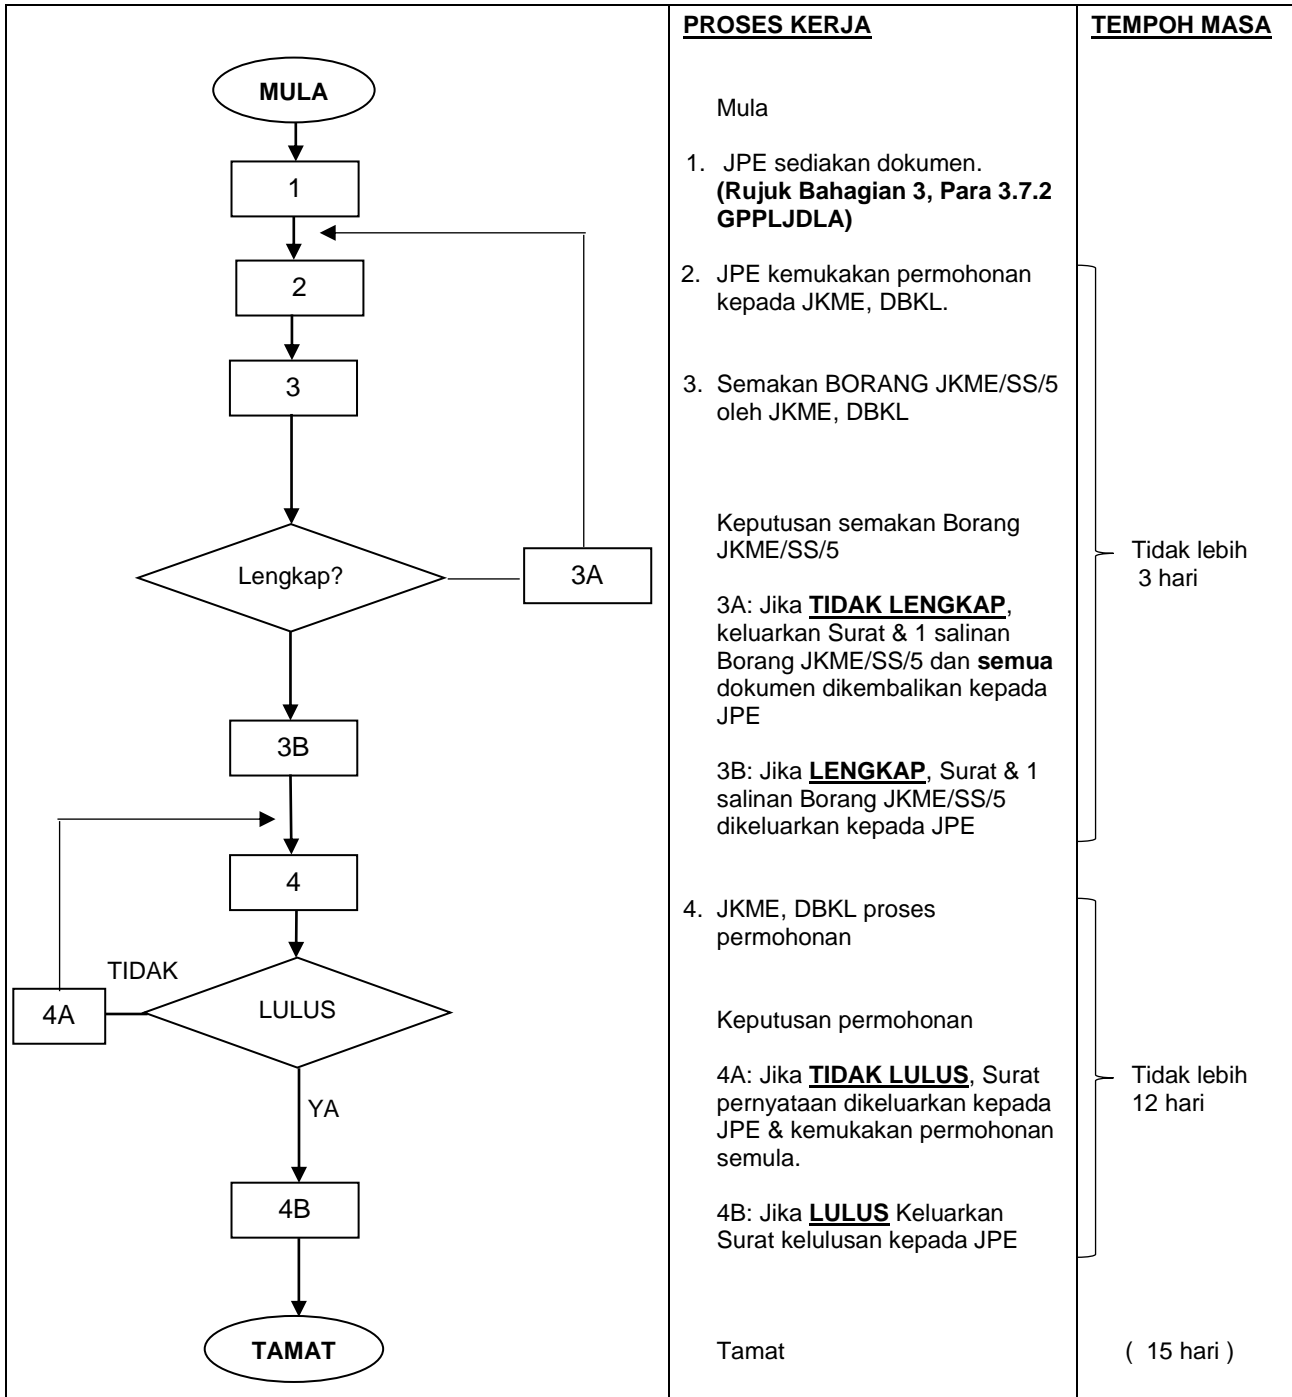 MULA
1
2
3
Lengkap?
3A
3B
4
TIDAK
4A
LULUS
YA
4B
TAMAT
PROSES KERJA
Mula
1. JPE sediakan dokumen.
(Rujuk Bahagian 3, Para 3.7.2
GPPLJDLA)
2. JPE kemukakan permohonan
kepada JKME, DBKL.
3. Semakan BORANG JKME/SS/5
oleh JKME, DBKL
Keputusan semakan Borang
JKME/SS/5
3A: Jika TIDAK LENGKAP,
keluarkan Surat & 1 salinan
Borang JKME/SS/5 dan semua
dokumen dikembalikan kepada
JPE
3B: Jika LENGKAP, Surat & 1
salinan Borang JKME/SS/5
dikeluarkan kepada JPE
4. JKME, DBKL proses
permohonan
Keputusan permohonan
4A: Jika TIDAK LULUS, Surat
pernyataan dikeluarkan kepada
JPE & kemukakan permohonan
semula.
4B: Jika LULUS Keluarkan
Surat kelulusan kepada JPE
Tamat
TEMPOH MASA
Tidak lebih
3 hari
Tidak lebih
12 hari
( 15 hari )